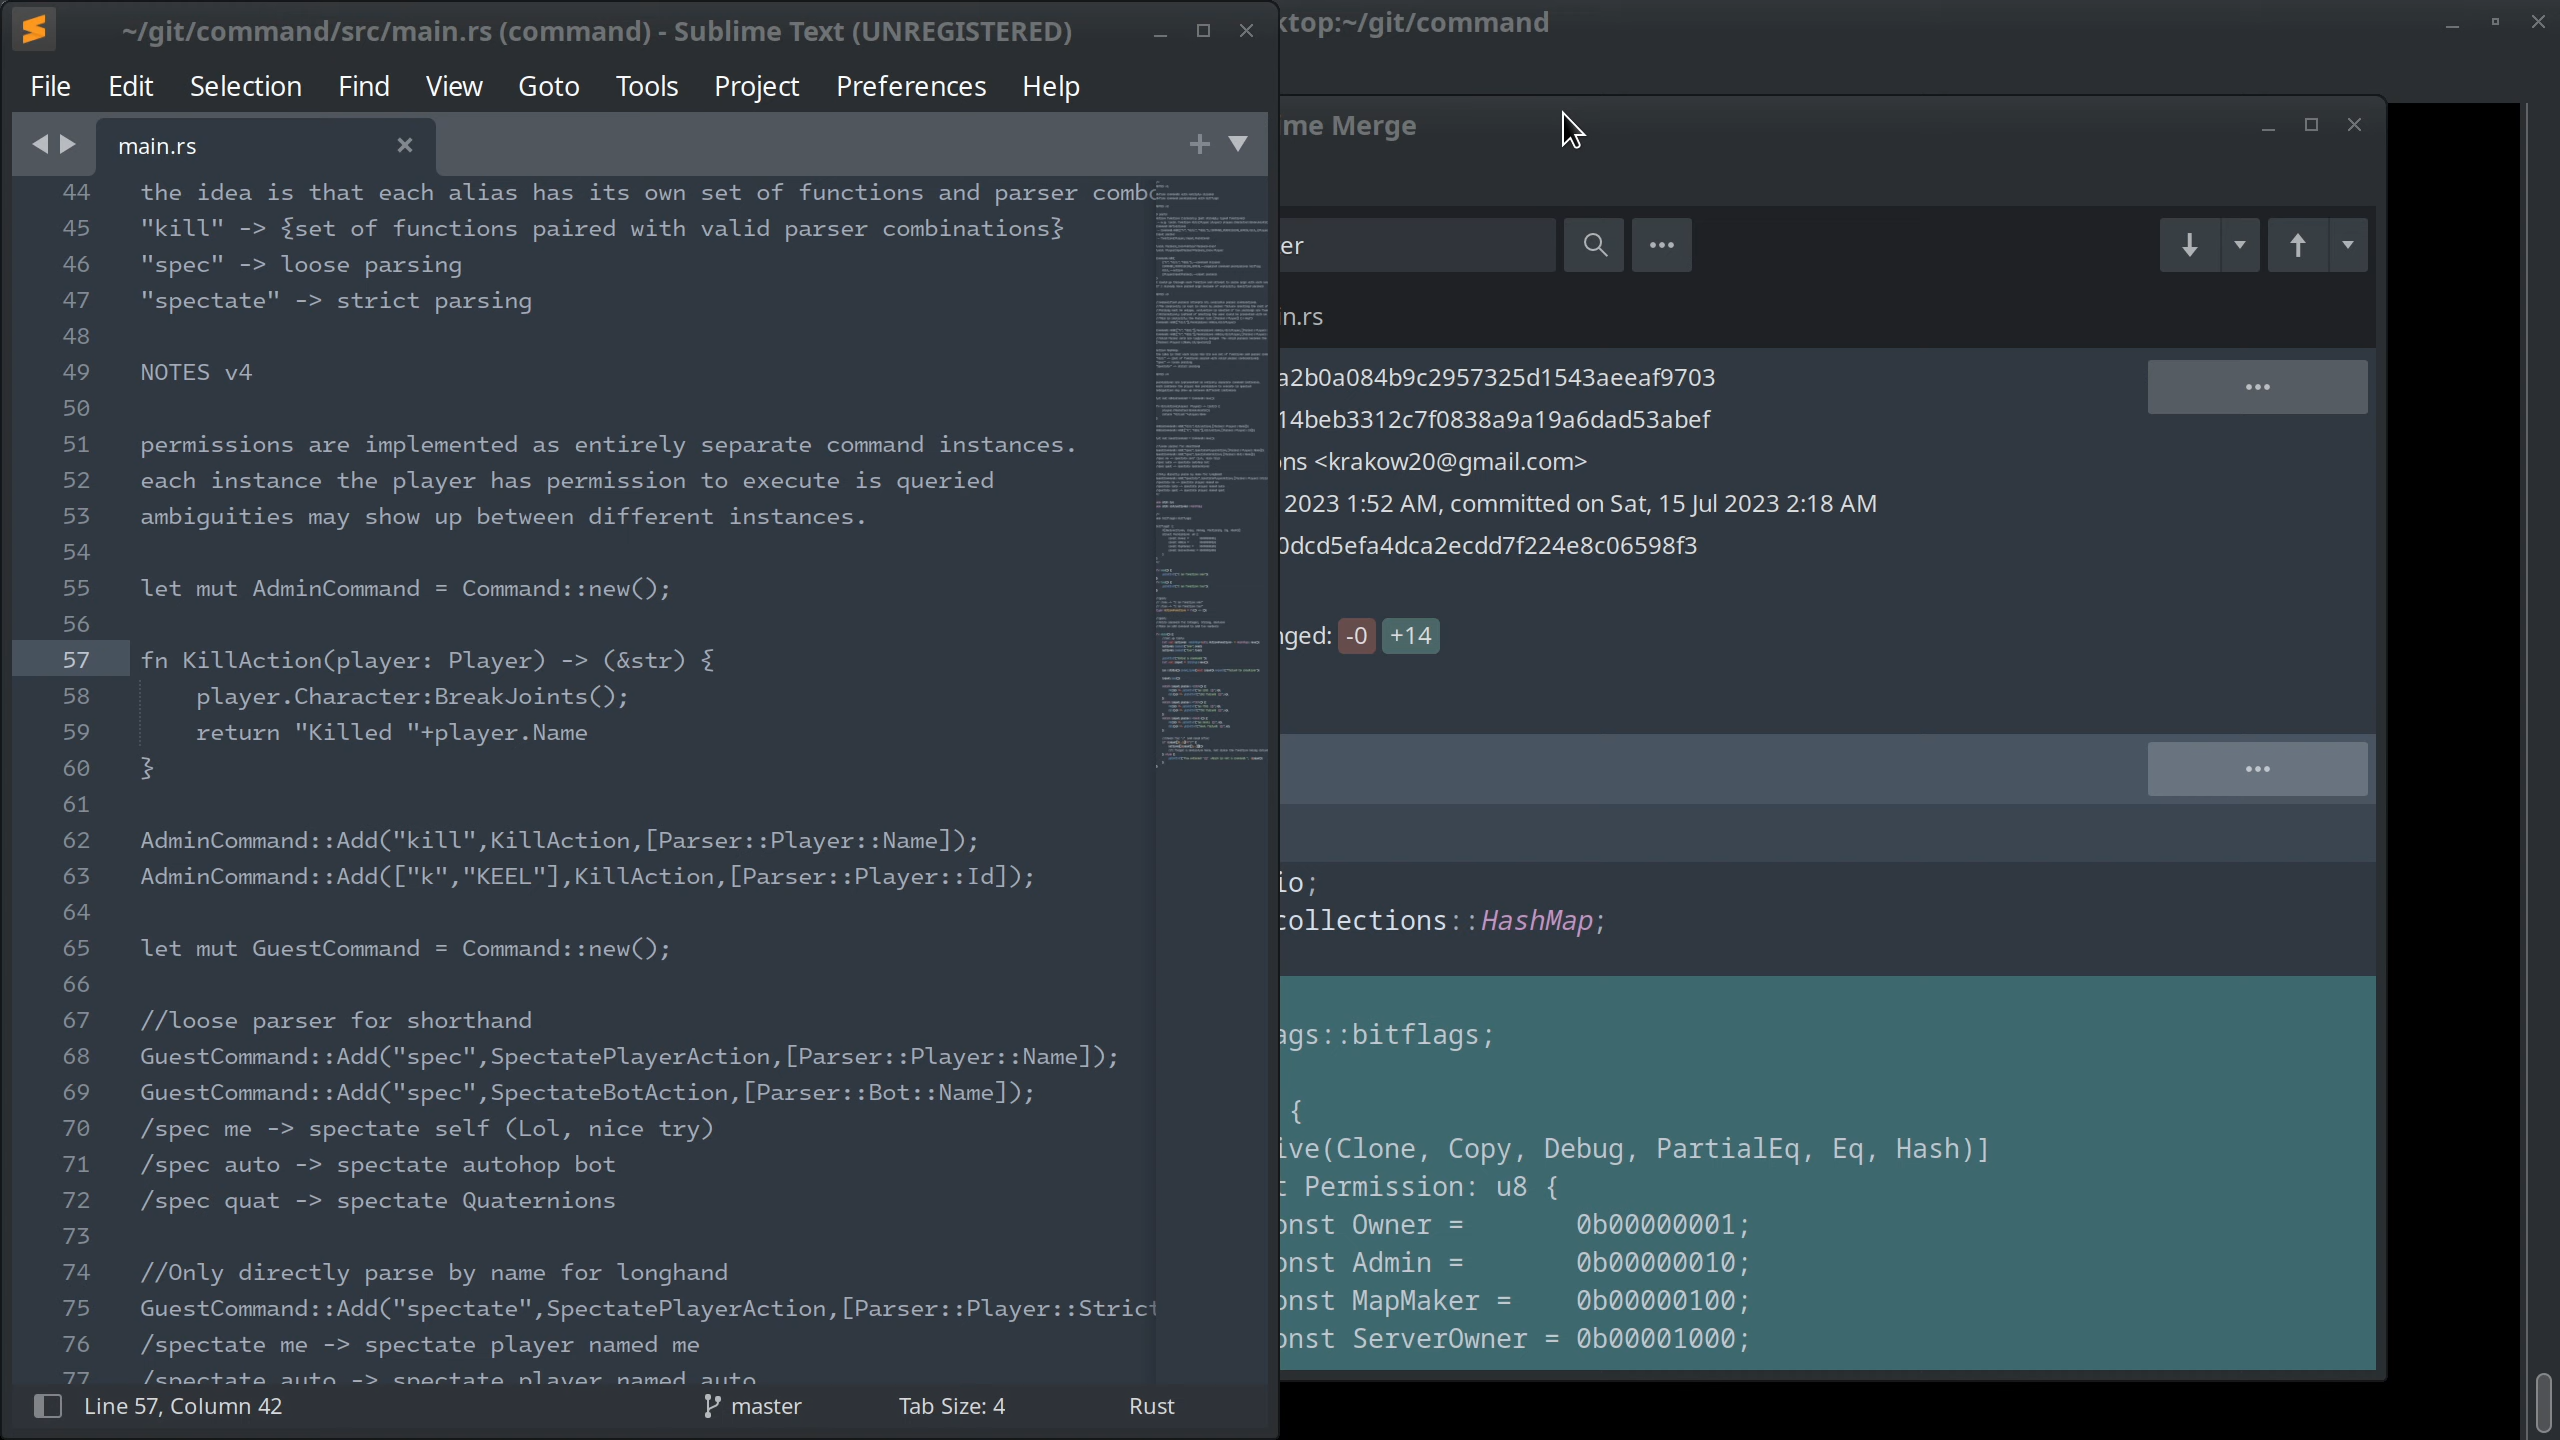 ~/git/command/src/main.rs (command) - Sublime Text (UNREGISTERED)
File Edit Selection Find View Goto Tools Project Preferences Help
main.rs
44 the idea is that each alias has its own set of functions and parser
45 "kill" -> {set of functions paired with valid parser combinations}
46 "spec" -> loose parsing
47 "spectate" -> strict parsing
48
49 NOTES v4
50
51 permissions are implemented as entirely separate command instances.
52 each instance the player has permission to execute is queried
53 ambiguities may show up between different instances.
54
55 let mut AdminCommand = Command::new();
56
57 fn KillAction(player: Player) -> (&str) {
58 player.Character:BreakJoints();
59 return "Killed "+player.Name
60 }
61
62 AdminCommand::Add("kill",KillAction,[Parser::Player::Name]);
63 AdminCommand::Add(["k","KEEL"],KillAction,[Parser::Player::Id]);
64
65 let mut GuestCommand = Command::new();
66
67 //loose parser for shorthand
68 GuestCommand::Add("spec",SpectatePlayerAction,[Parser::Player::Name]);
69 GuestCommand::Add("spec",SpectateBotAction,[Parser::Bot::Name]);
70 /spec me -> spectate self (Lol, nice try)
71 /spec auto -> spectate autohop bot
72 /spec quat -> spectate Quaternions
73
74 //Only directly parse by name for longhand
75 GuestCommand::Add("spectate",SpectatePlayerAction,[Parser::Player::Strict
76 /spectate me -> spectate player named me
77 /spectate auto -> spectate player named auto
Line 57, Column 42 master Tab Size: 4 Rust
ktop:~/git/command
me Merge
er
n.rs
a2b0a084b9c2957325d1543aeeaf9703
14beb3312c7f0838a9a19a6dad53abef
ns <krakow20@gmail.com>
2023 1:52 AM, committed on Sat, 15 Jul 2023 2:18 AM
0dcd5efa4dca2ecdd7f224e8c06598f3
nged: -0 +14
io;
collections::HashMap;
ags::bitflags;
{
ive(Clone, Copy, Debug, PartialEq, Eq, Hash)]
t Permission: u8 {
onst Owner = 0b00000001;
onst Admin = 0b00000010;
onst MapMaker = 0b00000100;
onst ServerOwner = 0b00001000;